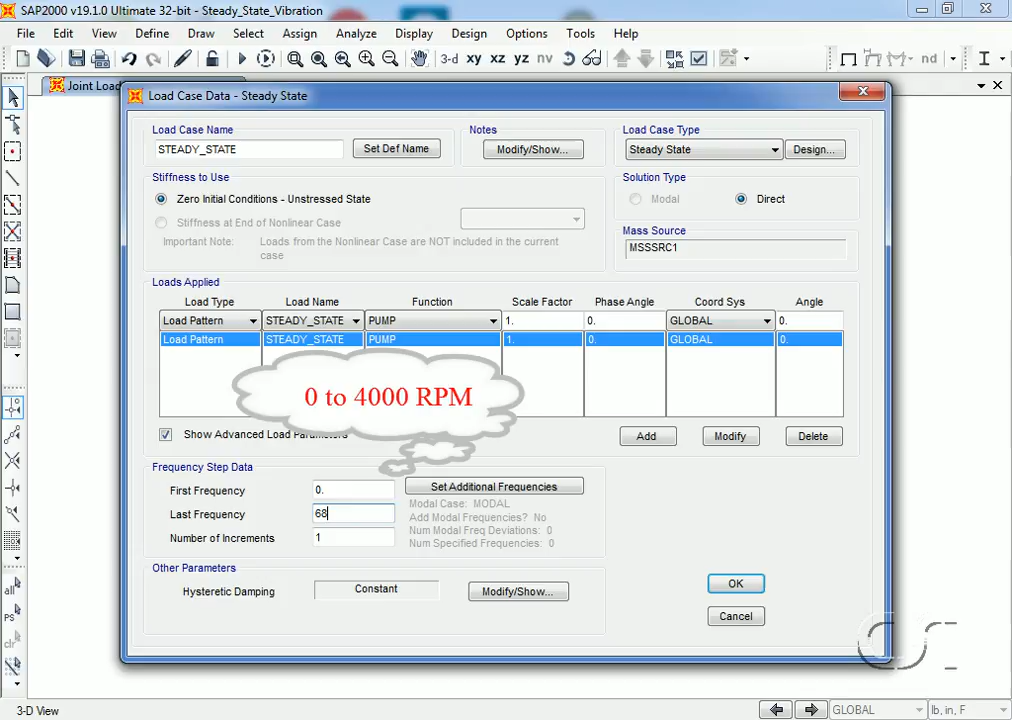 SAP2000 v19.1.0 Ultimate 32-bit - Steady_State_Vibration
File Edit View Define Draw Select Assign Analyze Display Design Options Tools Help
3-d xy xz yz nv nd
Joint Load
Load Case Data - Steady State
Load Case Name
STEADY_STATE
Set Def Name
Notes
Modify/Show...
Load Case Type
Steady State
Design...
Stiffness to Use
Zero Initial Conditions - Unstressed State
Stiffness at End of Nonlinear Case
Important Note: Loads from the Nonlinear Case are NOT included in the current
case
Solution Type
Modal Direct
Mass Source
MSSSRC1
Loads Applied
Load Type Load Name Function Scale Factor Phase Angle Coord Sys Angle
Load Pattern STEADY_STATE PUMP 1. 0. GLOBAL 0.
Load Pattern STEADY_STATE PUMP 1. 0. GLOBAL 0.
0 to 4000 RPM
Show Advanced Load Parameters
Add Modify Delete
Frequency Step Data
First Frequency 0.
Last Frequency 68
Number of Increments 1
Set Additional Frequencies
Modal Case: MODAL
Add Modal Frequencies? No
Num Modal Freq Deviations: 0
Num Specified Frequencies: 0
Other Parameters
Hysteretic Damping Constant Modify/Show...
OK
Cancel
all
PS
clr
CSI
3-D View
GLOBAL
lb, in, F